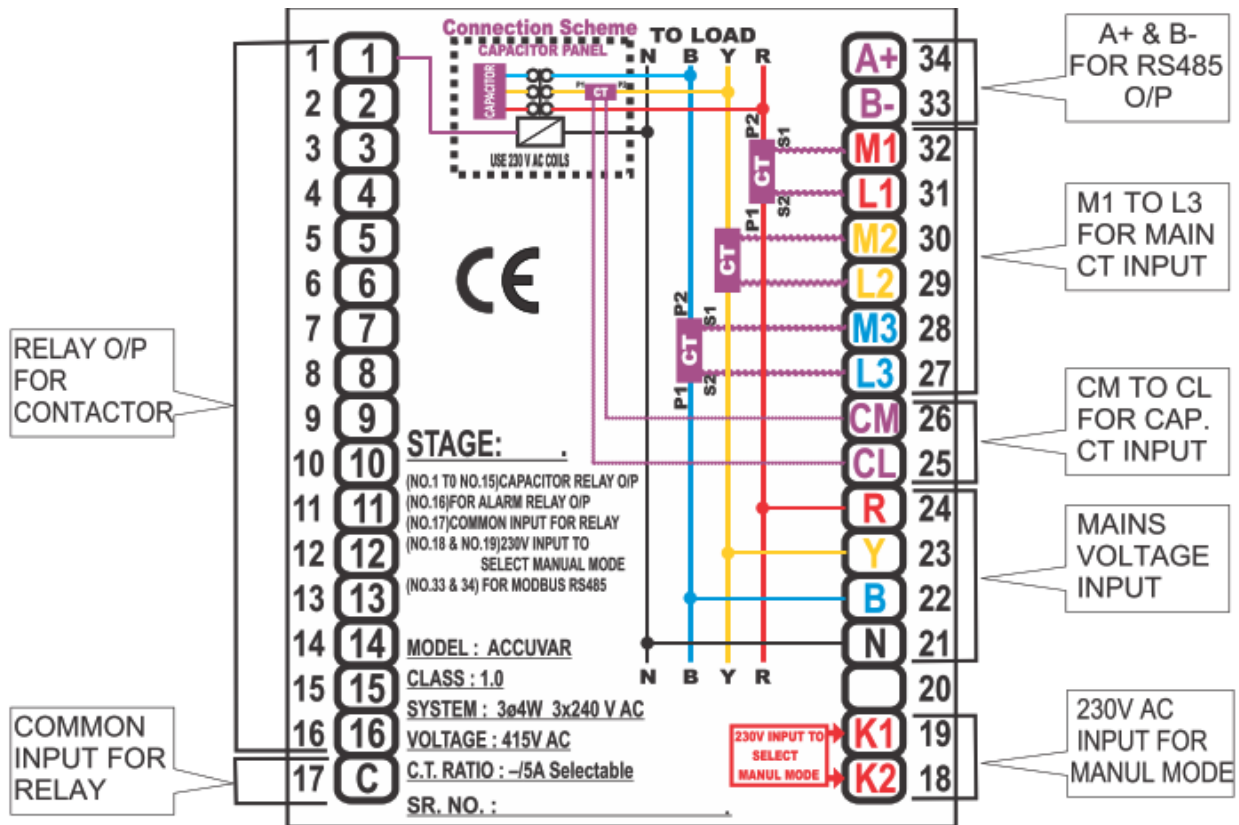 Connection Scheme
CAPACITOR PANEL
CAPACITOR
P1
CT
P2
USE 230 V AC COILS
TO LOAD
N B Y R
1 1
2 2
3 3
4 4
5 5
6 6
7 7
8 8
9 9
10 10
11 11
12 12
13 13
14 14
15 15
16 16
17 C
RELAY O/P
FOR
CONTACTOR
COMMON
INPUT FOR
RELAY
CE
P2
S1
CT
S2
P1
CT
P2
S1
CT
S2
P1
STAGE: .
(NO.1 T0 NO.15)CAPACITOR RELAY O/P
(NO.16)FOR ALARM RELAY O/P
(NO.17)COMMON INPUT FOR RELAY
(NO.18 & NO.19)230V INPUT TO
SELECT MANUAL MODE
(NO.33 & 34) FOR MODBUS RS485
MODEL : ACCUVAR
CLASS : 1.0
SYSTEM : 3ø4W 3x240 V AC
VOLTAGE : 415V AC
C.T. RATIO : –/5A Selectable
SR. NO. : .
N B Y R
230V INPUT TO
SELECT
MANUL MODE
A+ 34
B- 33
M1 32
L1 31
M2 30
L2 29
M3 28
L3 27
CM 26
CL 25
R 24
Y 23
B 22
N 21
20
K1 19
K2 18
A+ & B-
FOR RS485
O/P
M1 TO L3
FOR MAIN
CT INPUT
CM TO CL
FOR CAP.
CT INPUT
MAINS
VOLTAGE
INPUT
230V AC
INPUT FOR
MANUL MODE